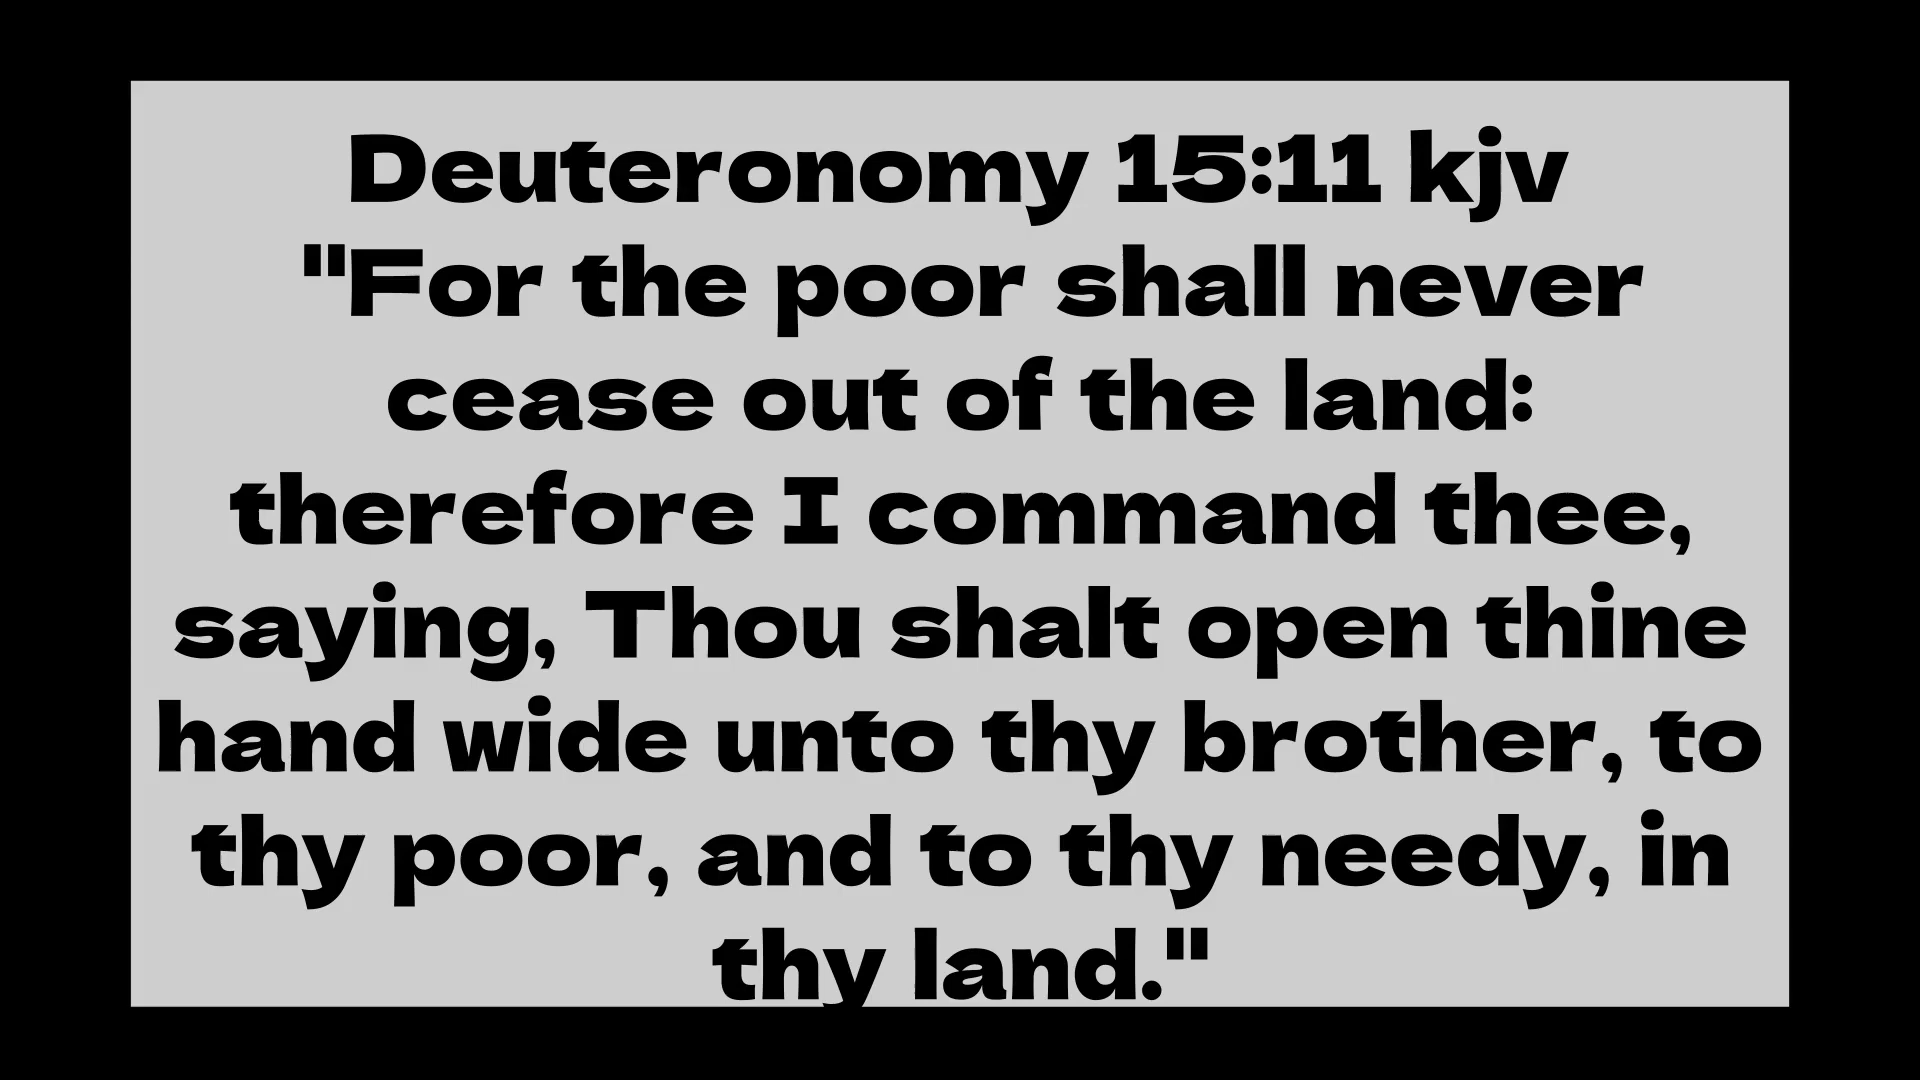 Deuteronomy 15:11 kjv
"For the poor shall never
cease out of the land:
therefore I command thee,
saying, Thou shalt open thine
hand wide unto thy brother, to
thy poor, and to thy needy, in
thy land."